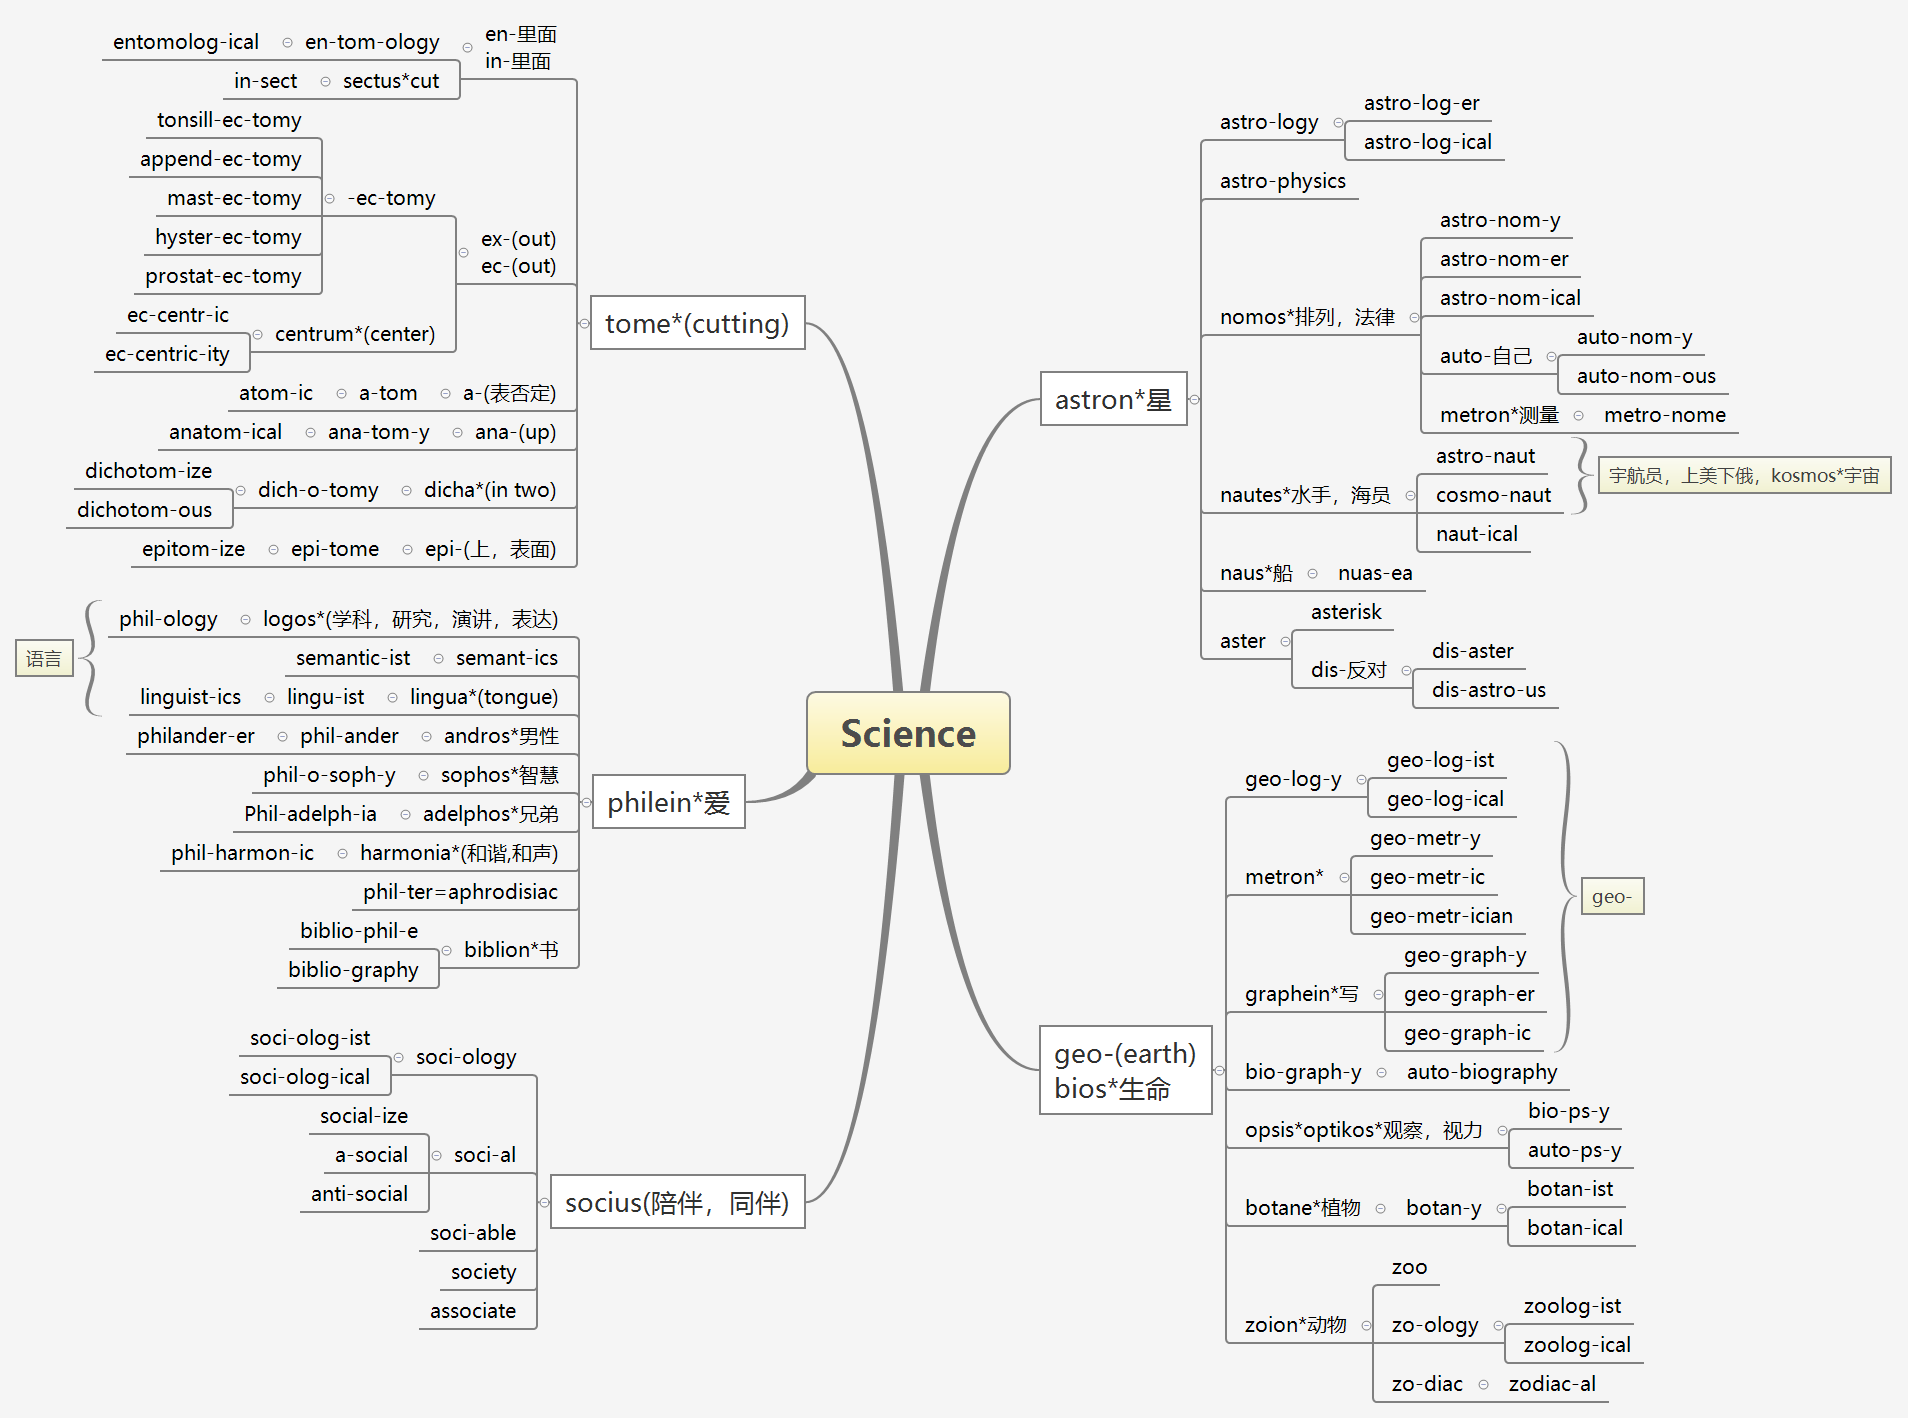 Science
astron*星
astro-logy
astro-log-er
astro-log-ical
astro-physics
nomos*排列，法律
astro-nom-y
astro-nom-er
astro-nom-ical
auto-自己
auto-nom-y
auto-nom-ous
metron*测量
metro-nome
nautes*水手，海员
astro-naut
cosmo-naut
naut-ical
宇航员，上美下俄，kosmos*宇宙
naus*船
nuas-ea
aster
asterisk
dis-反对
dis-aster
dis-astro-us
geo-(earth)
bios*生命
geo-log-y
geo-log-ist
geo-log-ical
metron*
geo-metr-y
geo-metr-ic
geo-metr-ician
graphein*写
geo-graph-y
geo-graph-er
geo-graph-ic
geo-
bio-graph-y
auto-biography
opsis*optikos*观察，视力
bio-ps-y
auto-ps-y
botane*植物
botan-y
botan-ist
botan-ical
zoion*动物
zoo
zo-ology
zoolog-ist
zoolog-ical
zo-diac
zodiac-al
tome*(cutting)
en-里面
in-里面
en-tom-ology
entomolog-ical
sectus*cut
in-sect
ex-(out)
ec-(out)
-ec-tomy
tonsill-ec-tomy
append-ec-tomy
mast-ec-tomy
hyster-ec-tomy
prostat-ec-tomy
centrum*(center)
ec-centr-ic
ec-centric-ity
a-(表否定)
a-tom
atom-ic
ana-(up)
ana-tom-y
anatom-ical
dicha*(in two)
dich-o-tomy
dichotom-ize
dichotom-ous
epi-(上，表面)
epi-tome
epitom-ize
philein*爱
logos*(学科，研究，演讲，表达)
phil-ology
semant-ics
semantic-ist
lingua*(tongue)
lingu-ist
linguist-ics
语言
andros*男性
phil-ander
philander-er
sophos*智慧
phil-o-soph-y
adelphos*兄弟
Phil-adelph-ia
harmonia*(和谐,和声)
phil-harmon-ic
phil-ter=aphrodisiac
biblion*书
biblio-phil-e
biblio-graphy
socius(陪伴，同伴)
soci-ology
soci-olog-ist
soci-olog-ical
soci-al
social-ize
a-social
anti-social
soci-able
society
associate